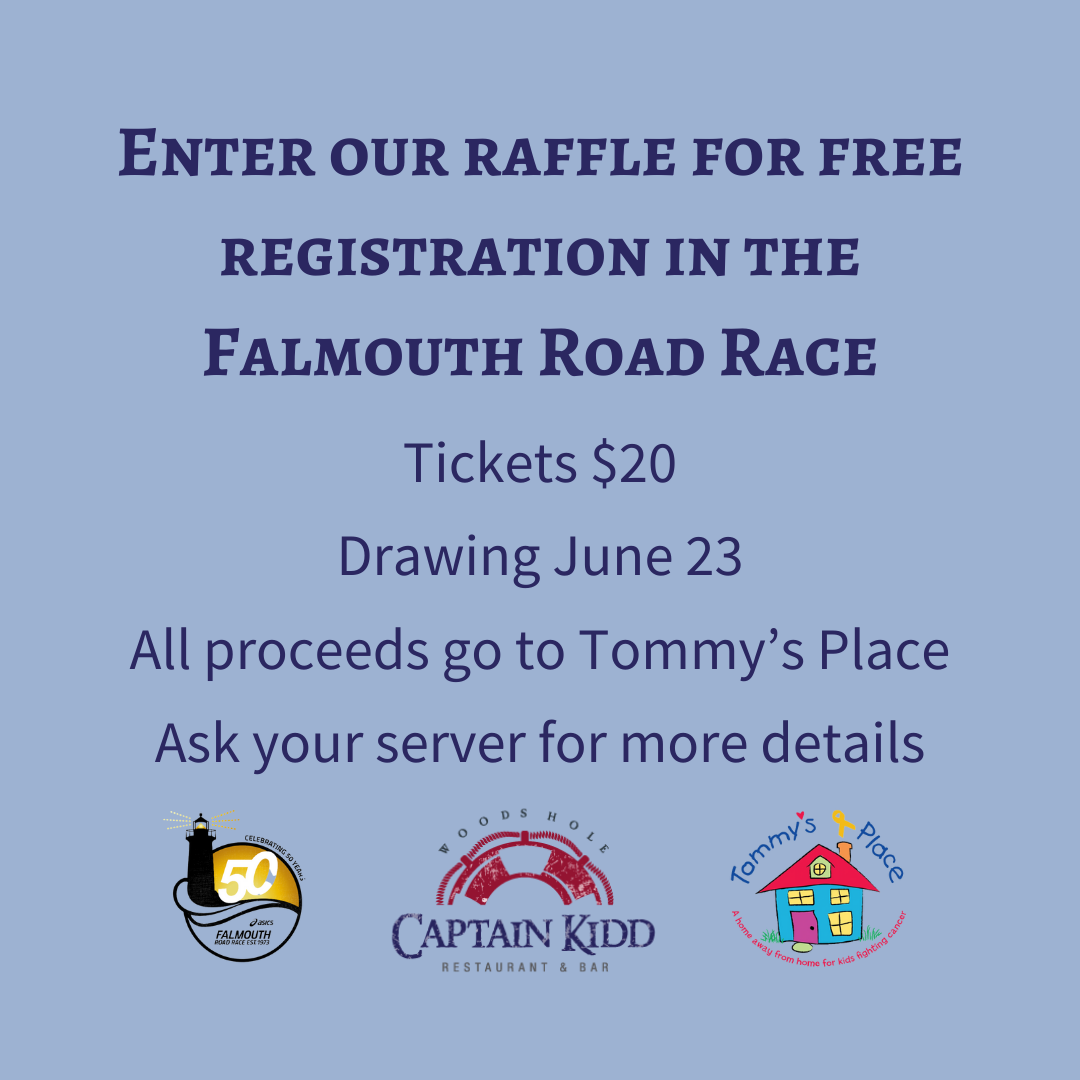 Enter our raffle for free
registration in the
Falmouth Road Race
Tickets $20
Drawing June 23
All proceeds go to Tommy’s Place
Ask your server for more details
CELEBRATING 50 YEARS
50
asics
FALMOUTH
ROAD RACE EST 1973
WOODS HOLE
CAPTAIN KIDD
RESTAURANT & BAR
Tommy's Place
A home away from home for kids fighting cancer